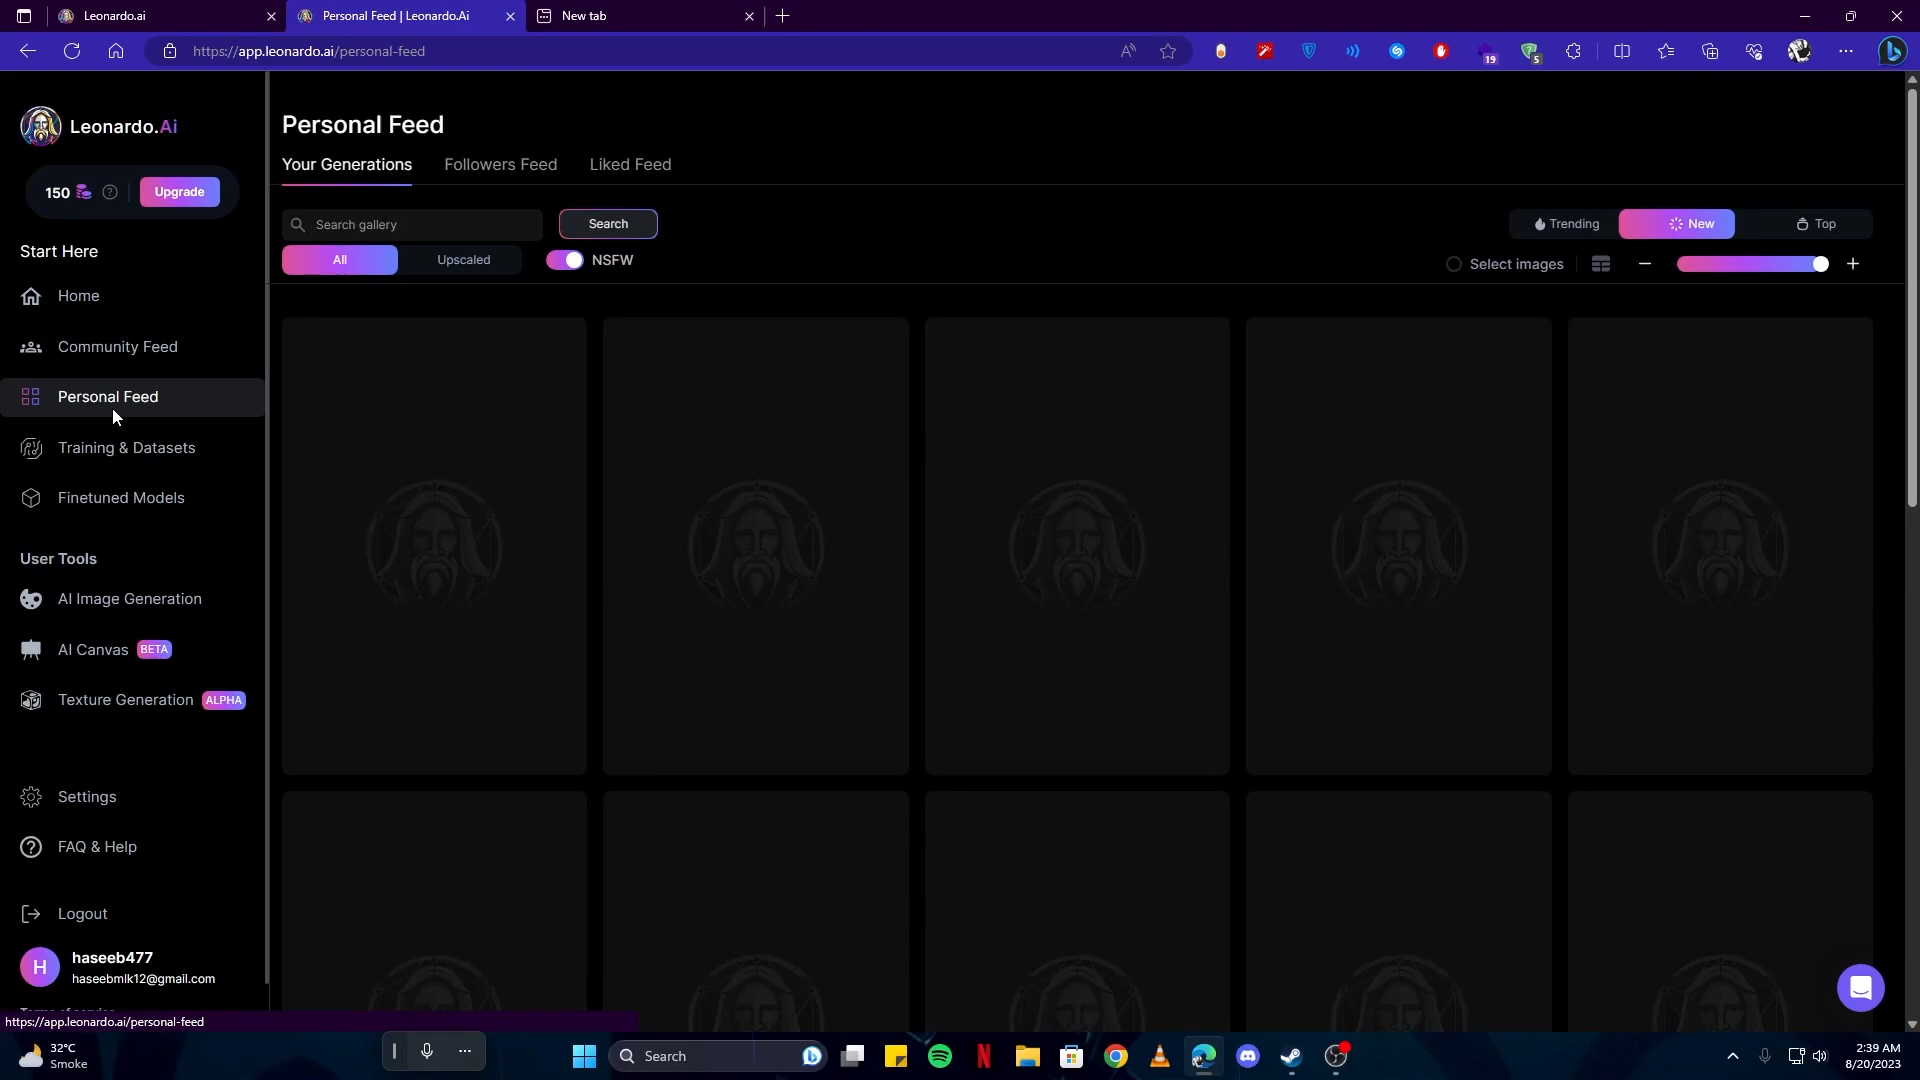 Leonardo.ai
Personal Feed | Leonardo.Ai
New tab
https://app.leonardo.ai/personal-feed
19
5
Leonardo.Ai
150
Upgrade
Start Here
Home
Community Feed
Personal Feed
Training & Datasets
Finetuned Models
User Tools
AI Image Generation
AI Canvas BETA
Texture Generation ALPHA
Settings
FAQ & Help
Logout
H
haseeb477
haseebmlk12@gmail.com
Personal Feed
Your Generations Followers Feed Liked Feed
Search gallery
Search
Trending New Top
All Upscaled NSFW
Select images
https://app.leonardo.ai/personal-feed
32°C
Smoke
Search
2:39 AM
8/20/2023